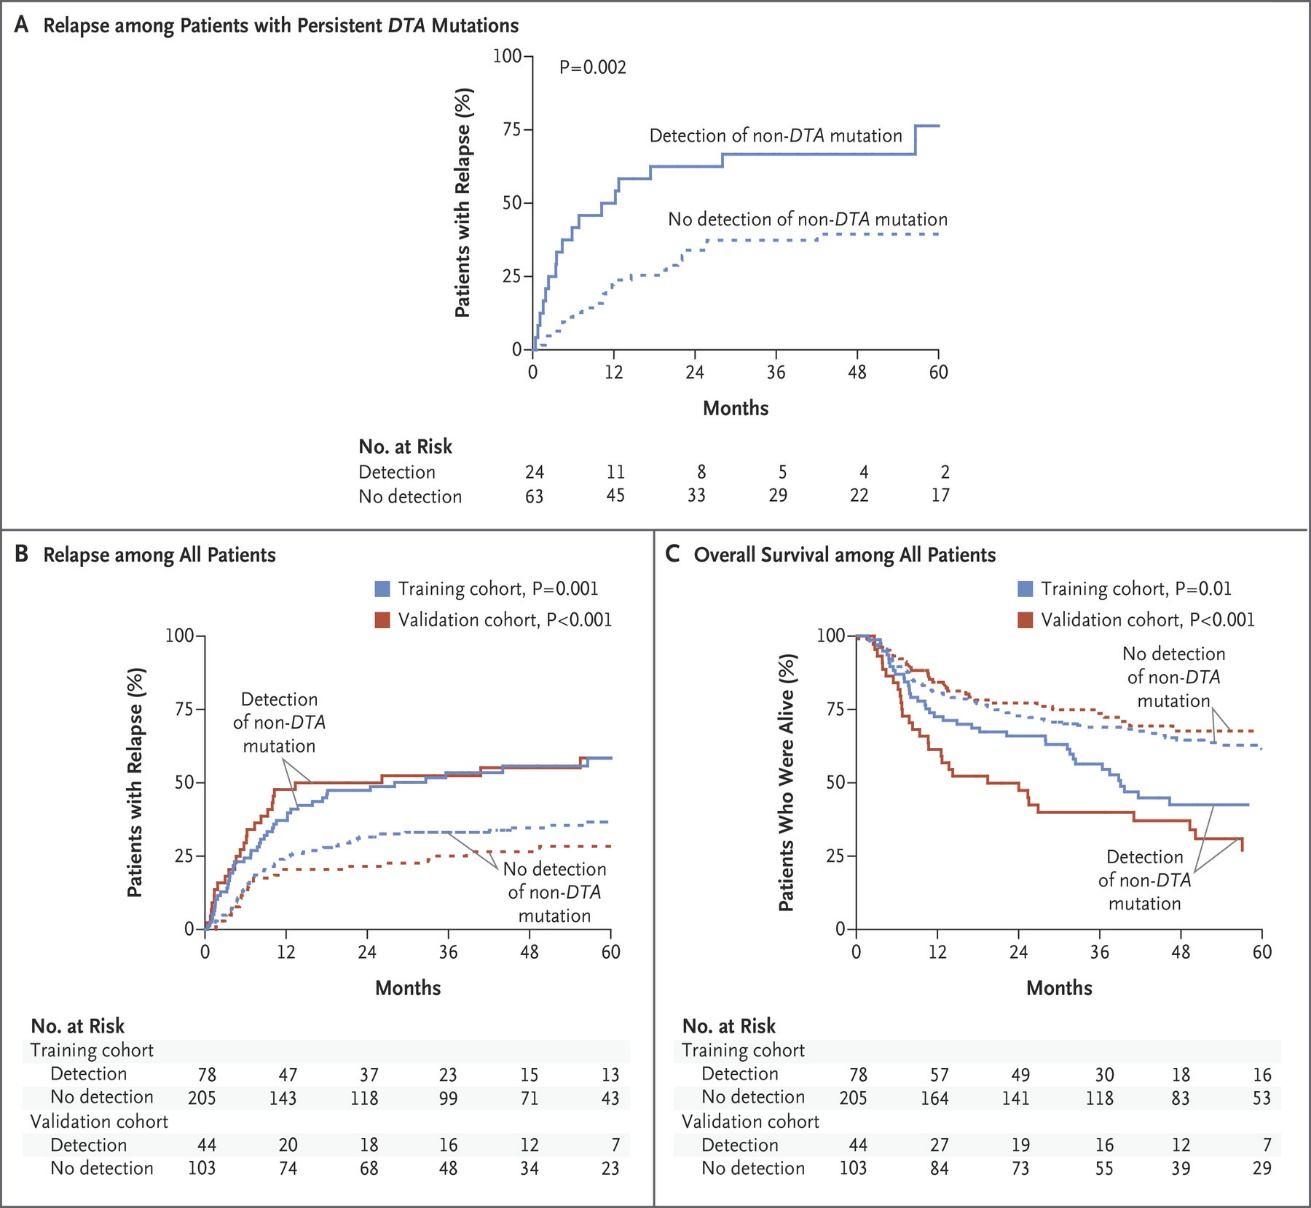 A Relapse among Patients with Persistent DTA Mutations
100
75
50
25
0
Patients with Relapse (%)
P=0.002
Detection of non-DTA mutation
No detection of non-DTA mutation
0 12 24 36 48 60
Months
No. at Risk
Detection 24 11 8 5 4 2
No detection 63 45 33 29 22 17
B Relapse among All Patients
Training cohort, P=0.001
Validation cohort, P<0.001
100
75
50
25
0
Patients with Relapse (%)
Detection
of non-DTA
mutation
No detection
of non-DTA
mutation
0 12 24 36 48 60
Months
No. at Risk
Training cohort
Detection 78 47 37 23 15 13
No detection 205 143 118 99 71 43
Validation cohort
Detection 44 20 18 16 12 7
No detection 103 74 68 48 34 23
C Overall Survival among All Patients
Training cohort, P=0.01
Validation cohort, P<0.001
100
75
50
25
0
Patients Who Were Alive (%)
No detection
of non-DTA
mutation
Detection
of non-DTA
mutation
0 12 24 36 48 60
Months
No. at Risk
Training cohort
Detection 78 57 49 30 18 16
No detection 205 164 141 118 83 53
Validation cohort
Detection 44 27 19 16 12 7
No detection 103 84 73 55 39 29